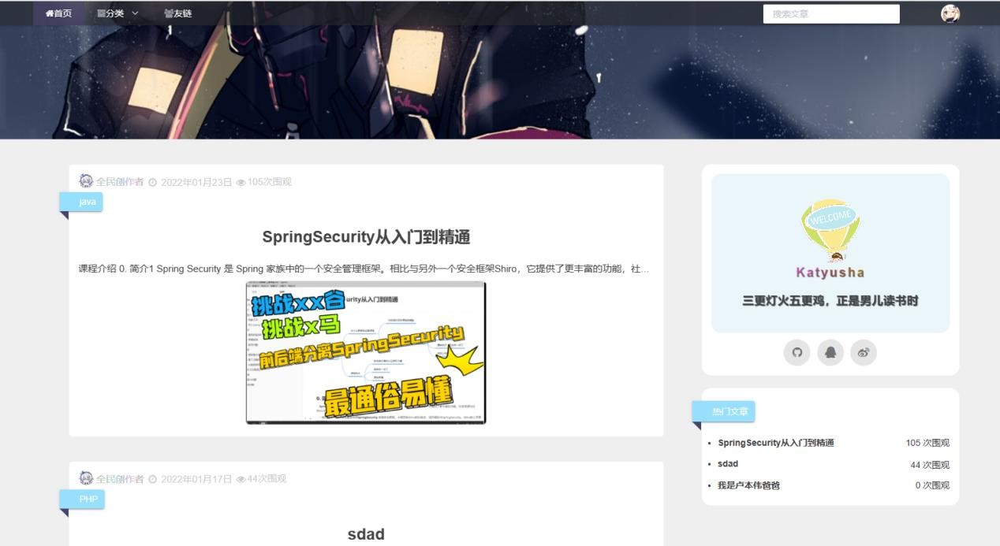 首页 分类 友链 搜索文章
全民创作者 2022年01月23日 105次围观
java
SpringSecurity从入门到精通
课程介绍 0. 简介1 Spring Security 是 Spring 家族中的一个安全管理框架。相比与另外一个安全框架Shiro，它提供了更丰富的功能，社...
urity从入门到精通
挑战xx谷
挑战x马
前后端分离SpringSecurity
最通俗易懂
全民创作者 2022年01月17日 44次围观
PHP
sdad
WELCOME
Katyusha
三更灯火五更鸡，正是男儿读书时
热门文章
SpringSecurity从入门到精通 105 次围观
sdad 44 次围观
我是卢本伟爸爸 0 次围观